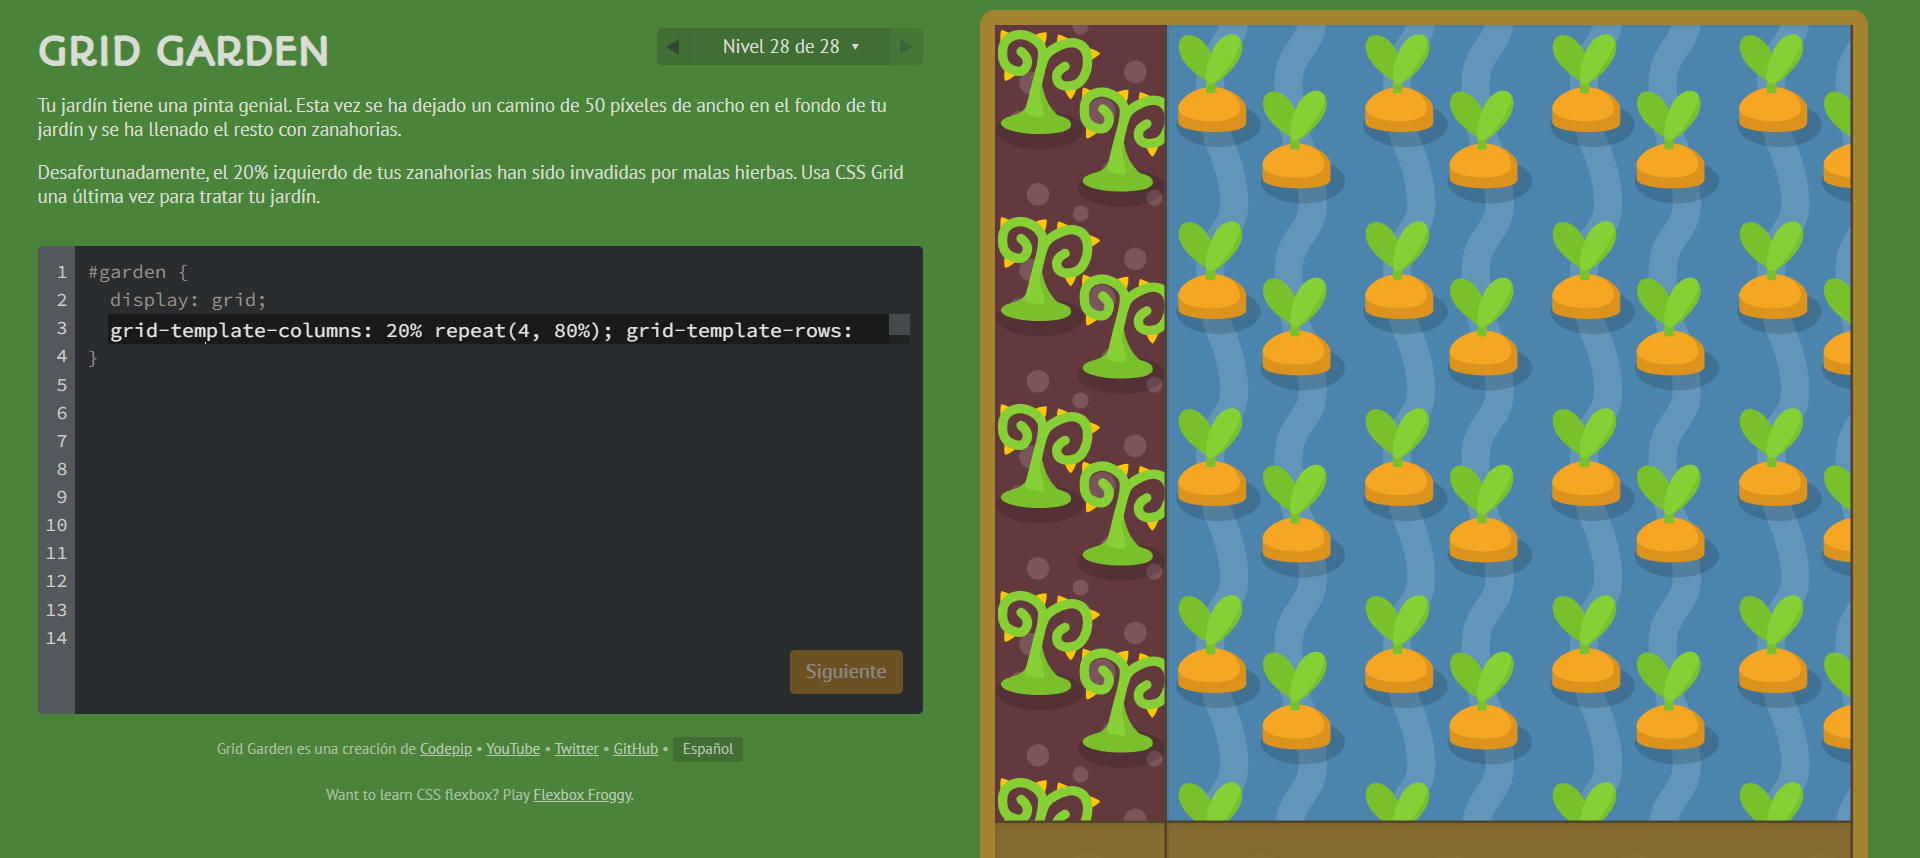 GRID GARDEN
Nivel 28 de 28
Tu jardín tiene una pinta genial. Esta vez se ha dejado un camino de 50 píxeles de ancho en el fondo de tu
jardín y se ha llenado el resto con zanahorias.
Desafortunadamente, el 20% izquierdo de tus zanahorias han sido invadidas por malas hierbas. Usa CSS Grid
una última vez para tratar tu jardín.
1 #garden {
2 display: grid;
3 grid-template-columns: 20% repeat(4, 80%); grid-template-rows:
4 }
5
6
7
8
9
10
11
12
13
14
Siguiente
Grid Garden es una creación de Codepip • YouTube • Twitter • GitHub • Español
Want to learn CSS flexbox? Play Flexbox Froggy.